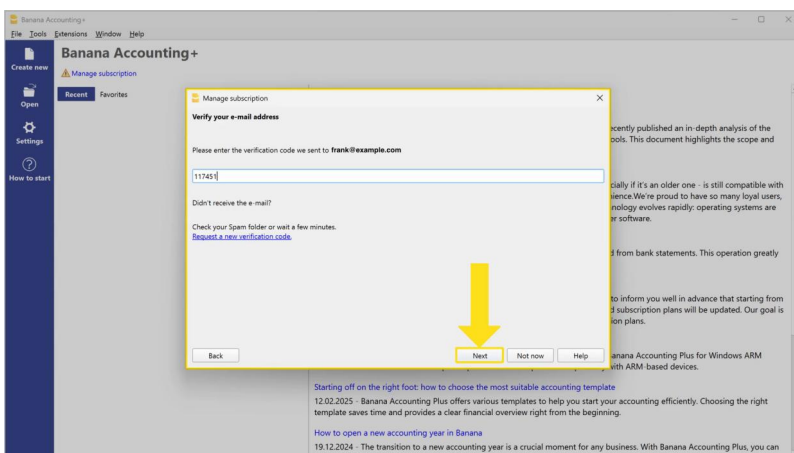 Banana Accounting+
File Tools Extensions Window Help
Create new
Open
Settings
How to start
Banana Accounting+
Manage subscription
Recent Favorites
Manage subscription
Verify your e-mail address
Please enter the verification code we sent to frank@example.com
117451
Didn't receive the e-mail?
Check your Spam folder or wait a few minutes.
Request a new verification code.
Back Next Not now Help
recently published an in-depth analysis of the
ools. This document highlights the scope and
cially if it's an older one - is still compatible with
nience.We're proud to have so many loyal users,
nology evolves rapidly: operating systems are
er software.
d from bank statements. This operation greatly
to inform you well in advance that starting from
d subscription plans will be updated. Our goal is
ion plans.
anana Accounting Plus for Windows ARM
with ARM-based devices.
Starting off on the right foot: how to choose the most suitable accounting template
12.02.2025 - Banana Accounting Plus offers various templates to help you start your accounting efficiently. Choosing the right
template saves time and provides a clear financial overview right from the beginning.
How to open a new accounting year in Banana
19.12.2024 - The transition to a new accounting year is a crucial moment for any business. With Banana Accounting Plus, you can